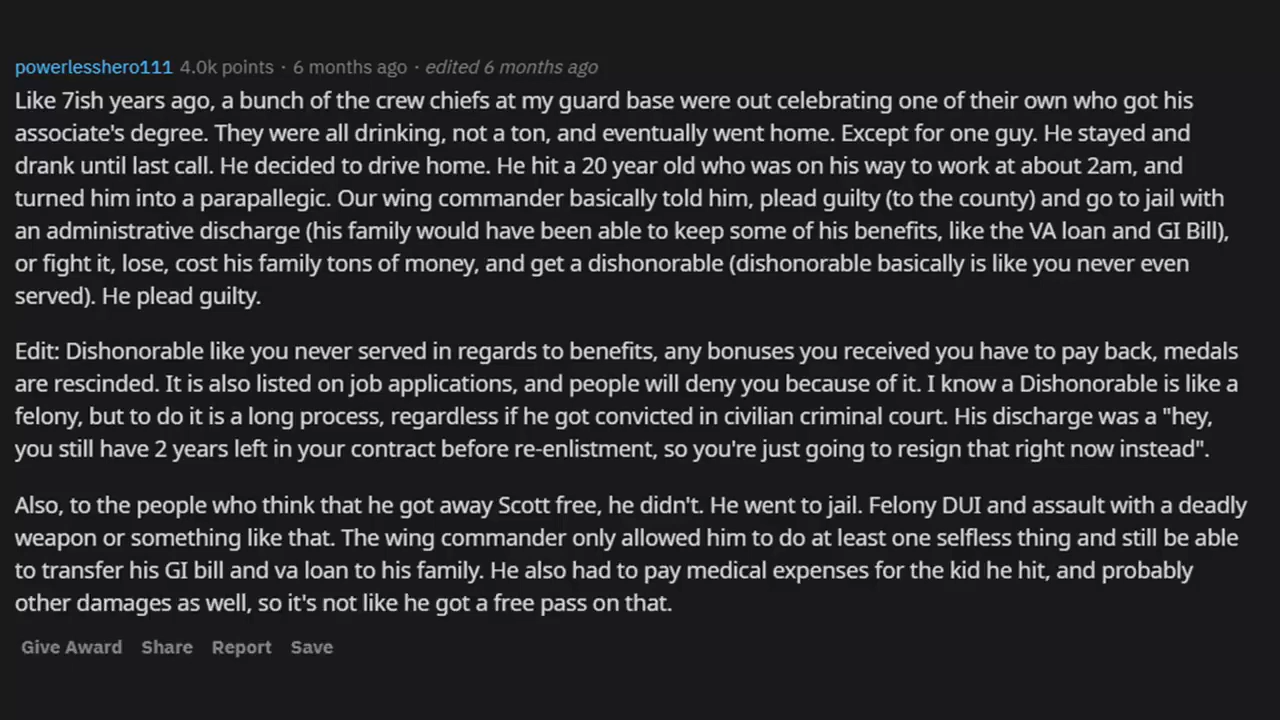 powerlesshero111 4.0k points · 6 months ago · edited 6 months ago
Like 7ish years ago, a bunch of the crew chiefs at my guard base were out celebrating one of their own who got his
associate's degree. They were all drinking, not a ton, and eventually went home. Except for one guy. He stayed and
drank until last call. He decided to drive home. He hit a 20 year old who was on his way to work at about 2am, and
turned him into a parapallegic. Our wing commander basically told him, plead guilty (to the county) and go to jail with
an administrative discharge (his family would have been able to keep some of his benefits, like the VA loan and GI Bill),
or fight it, lose, cost his family tons of money, and get a dishonorable (dishonorable basically is like you never even
served). He plead guilty.
Edit: Dishonorable like you never served in regards to benefits, any bonuses you received you have to pay back, medals
are rescinded. It is also listed on job applications, and people will deny you because of it. I know a Dishonorable is like a
felony, but to do it is a long process, regardless if he got convicted in civilian criminal court. His discharge was a "hey,
you still have 2 years left in your contract before re-enlistment, so you're just going to resign that right now instead".
Also, to the people who think that he got away Scott free, he didn't. He went to jail. Felony DUI and assault with a deadly
weapon or something like that. The wing commander only allowed him to do at least one selfless thing and still be able
to transfer his GI bill and va loan to his family. He also had to pay medical expenses for the kid he hit, and probably
other damages as well, so it's not like he got a free pass on that.
Give Award Share Report Save